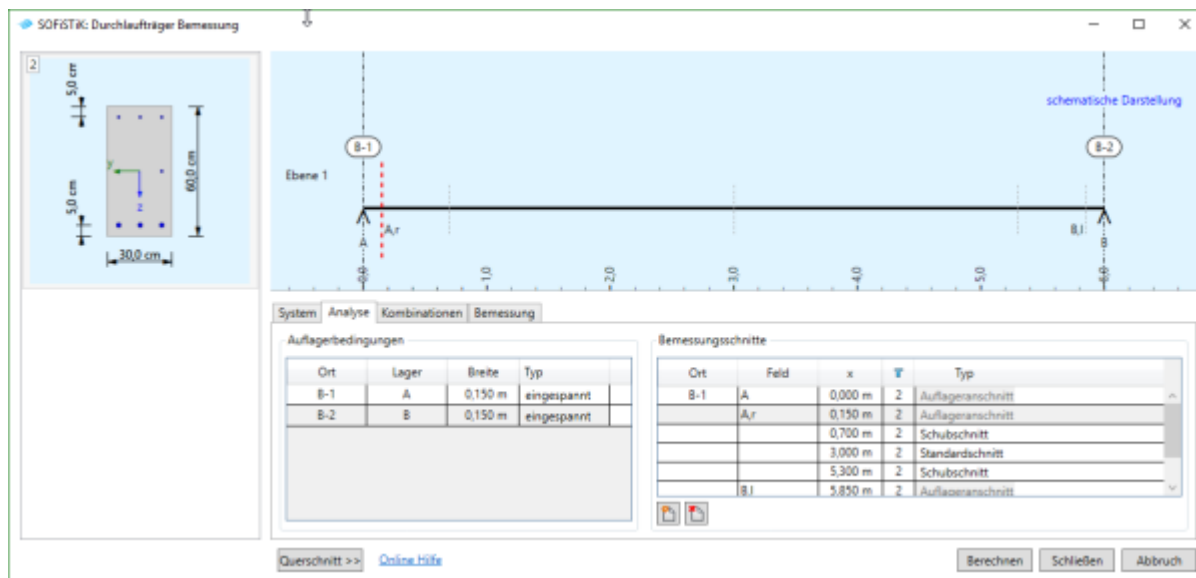 SOFiSTiK: Durchlaufträger Bemessung
2
5,0 cm
60,0 cm
y
z
5,0 cm
30,0 cm
schematische Darstellung
B-1
B-2
Ebene 1
A,r
B,l
A
B
0,0 1,0 2,0 3,0 4,0 5,0 6,0
System Analyse Kombinationen Bemessung
Auflagerbedingungen
Ort Lager Breite Typ
B-1 A 0,150 m eingespannt
B-2 B 0,150 m eingespannt
Bemessungsschnitte
Ort Feld x Typ
B-1 A 0,000 m 2 Auflageranschnitt
A,r 0,150 m 2 Auflageranschnitt
0,700 m 2 Schubschnitt
3,000 m 2 Standardschnitt
5,300 m 2 Schubschnitt
B,l 5,850 m 2 Auflageranschnitt
Querschnitt >> Online Hilfe
Berechnen Schließen Abbruch